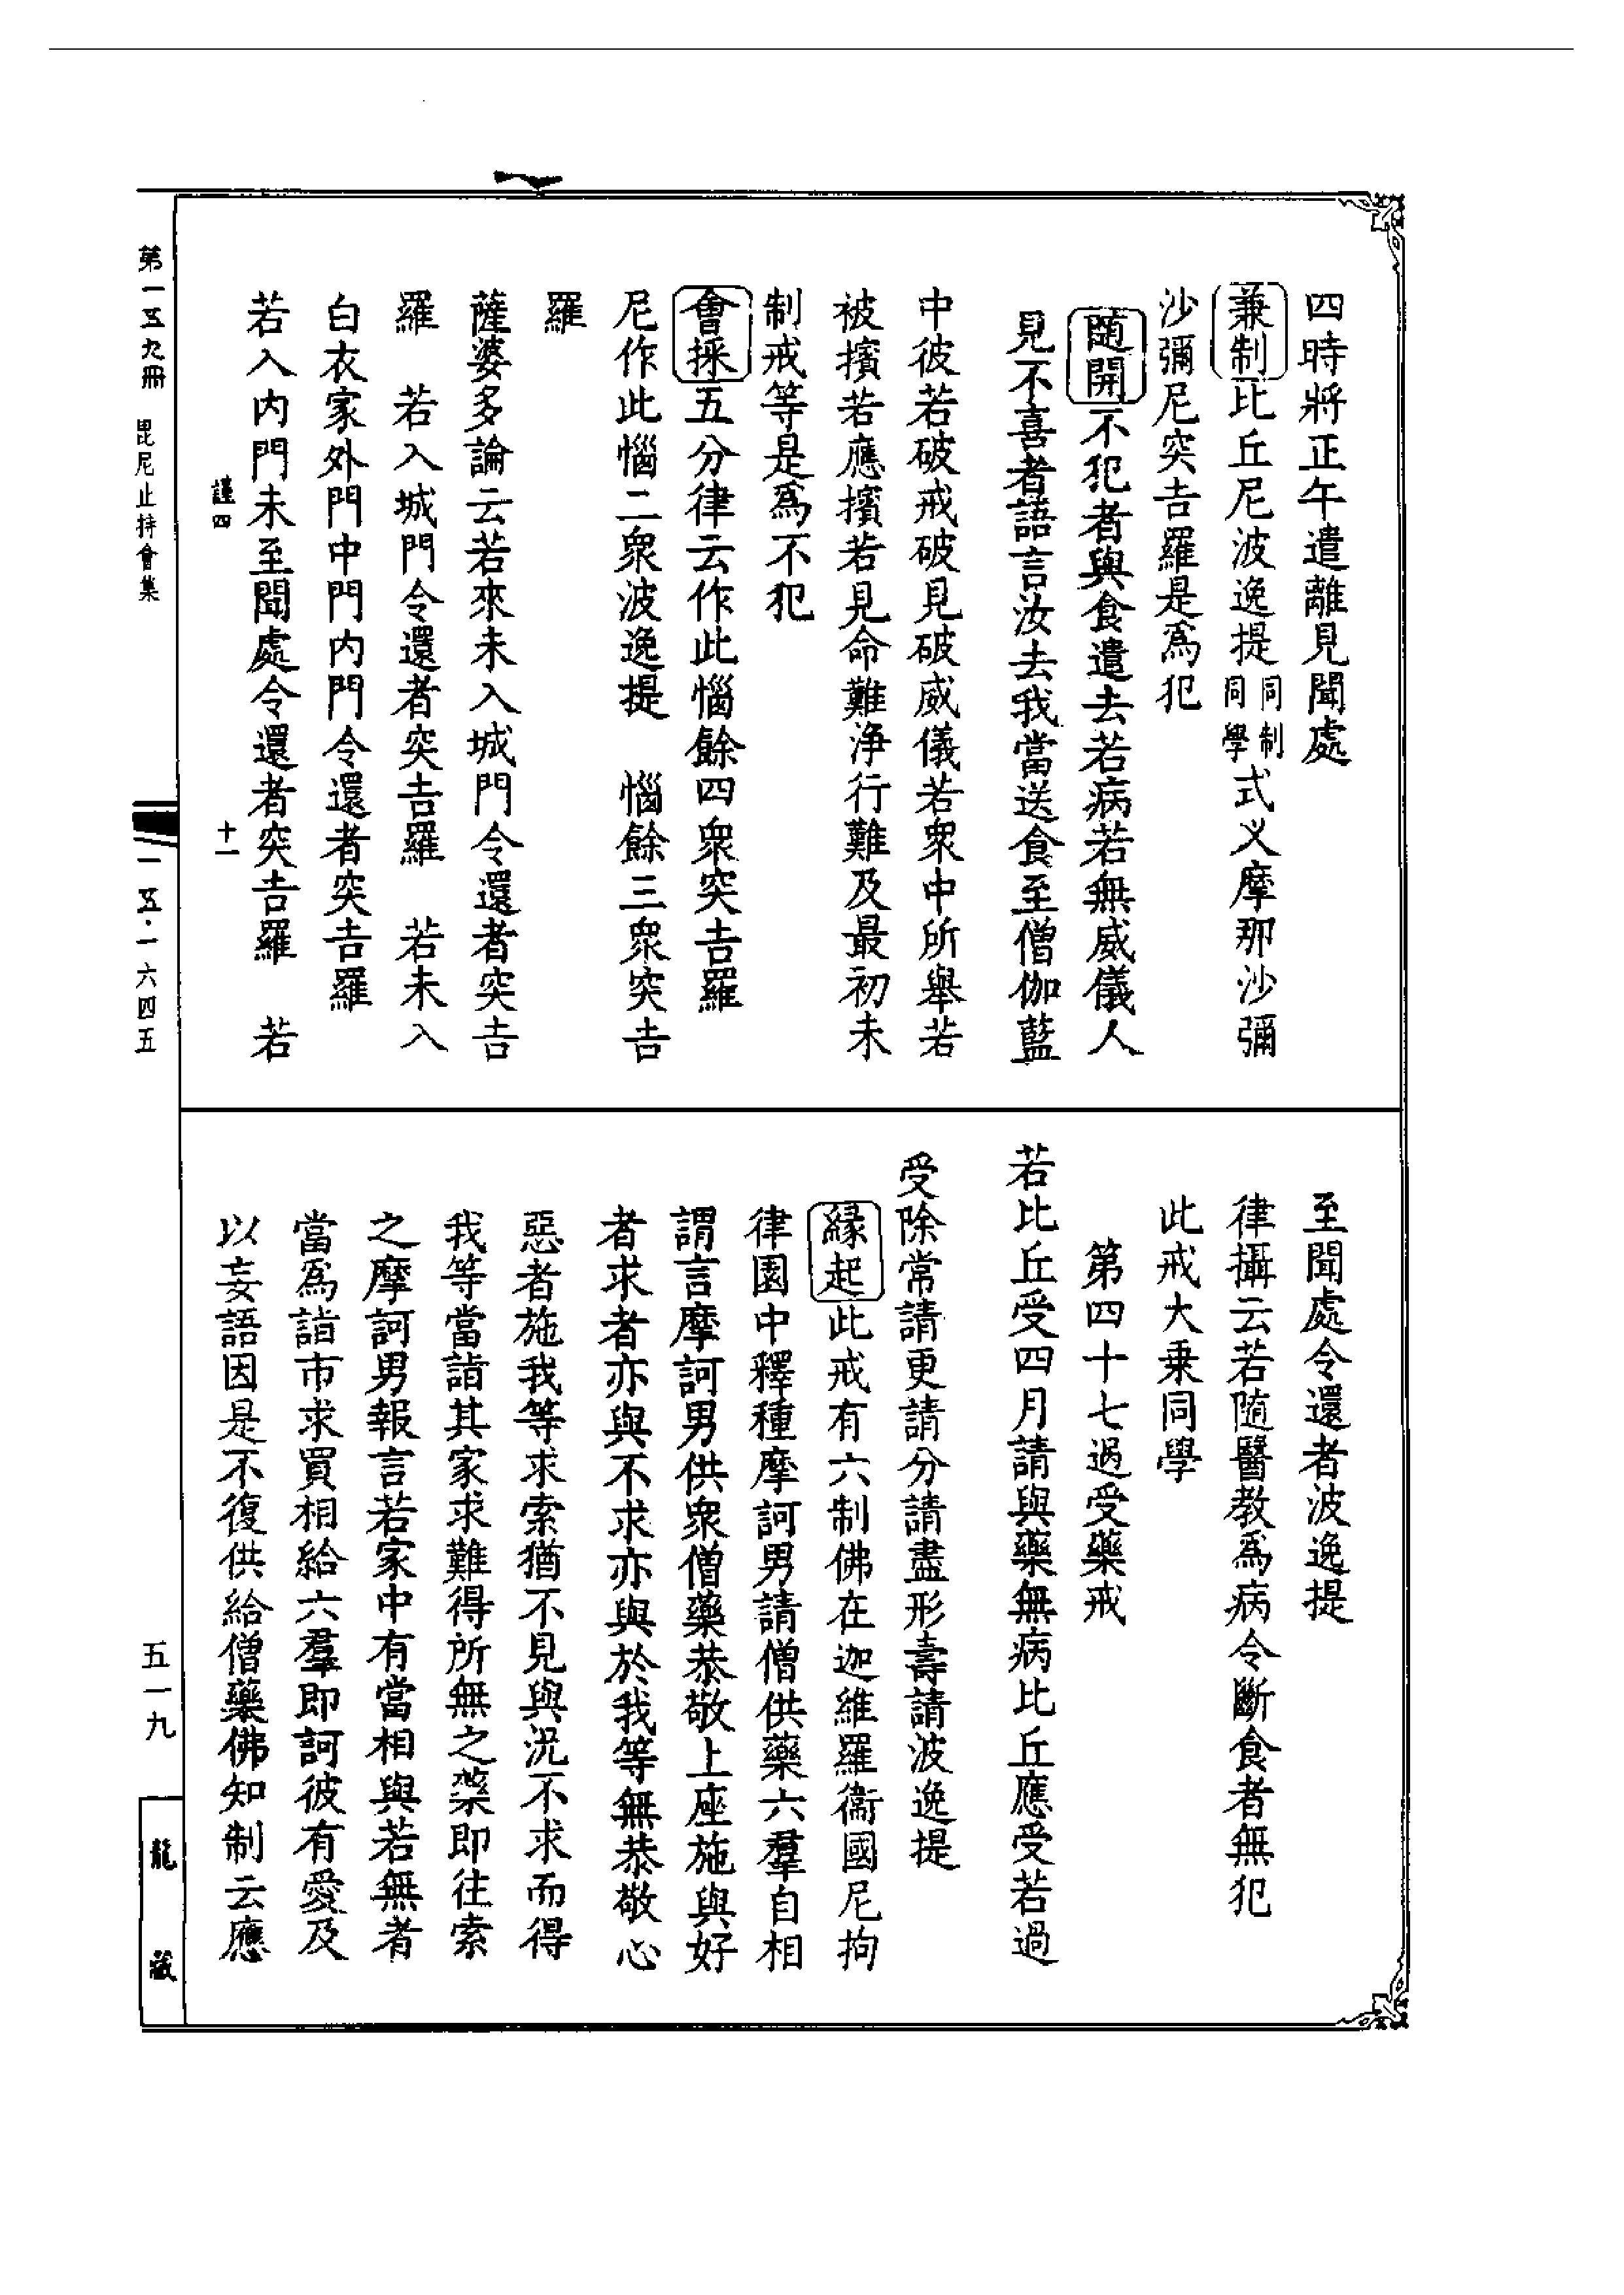 四時將正午遣離見聞處
兼制比丘尼波逸提同制同學式义摩那沙彌
沙彌尼突吉羅是爲犯
隨開不犯者與食遣去若病若無威儀人
見不喜者語言汝去我當送食至僧伽藍
中彼若破戒破見破威儀若衆中所舉若
被擯若應擯若見命難淨行難及最初未
制戒等是爲不犯
會採五分律云作此惱餘四衆突吉羅
尼作此惱二衆波逸提　惱餘三衆突吉
羅
薩婆多論云若來未入城門令還者突吉
羅　若入城門令還者突吉羅　若未入
白衣家外門中門内門令還者突吉羅
若入内門未至聞處令還者突吉羅　若
謹四　十一
至聞處令還者波逸提
律攝云若隨醫教爲病令斷食者無犯
此戒大乗同學
第四十七過受藥戒
若比丘受四月請與藥無病比丘應受若過
受除常請更請分請盡形壽請波逸提
緣起此戒有六制佛在迦維羅衞國尼拘
律園中釋種摩訶男請僧供藥六羣自相
謂言摩訶男供衆僧藥恭敬上座施與好
者求者亦與不求亦與於我等無恭敬心
惡者施我等求索猶不見與況不求而得
我等當詣其家求難得所無之藥即往索
之摩訶男報言若家中有當相與若無者
當爲詣市求買相給六羣即訶彼有愛及
以妄語因是不復供給僧藥佛知制云應
第一五九冊　毘尼止持會集
一五·一六四五
五一九
龍藏